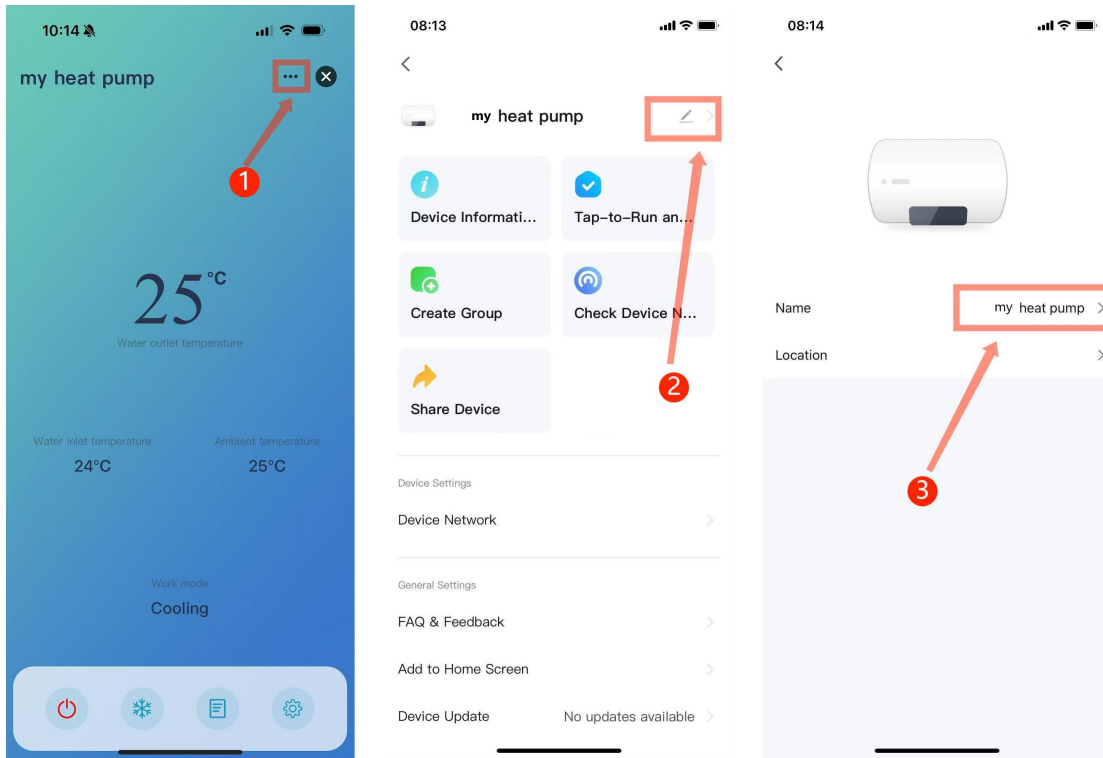 10:14
my heat pump
1
25°C
Water outlet temperature
Water inlet temperature
Ambient temperature
24°C
25°C
Work mode
Cooling
08:13
my heat pump
Device Informati...
Tap-to-Run an...
Create Group
Check Device N...
2
Share Device
Device Settings
Device Network
General Settings
FAQ & Feedback
Add to Home Screen
Device Update
No updates available
08:14
Name
my heat pump
Location
3